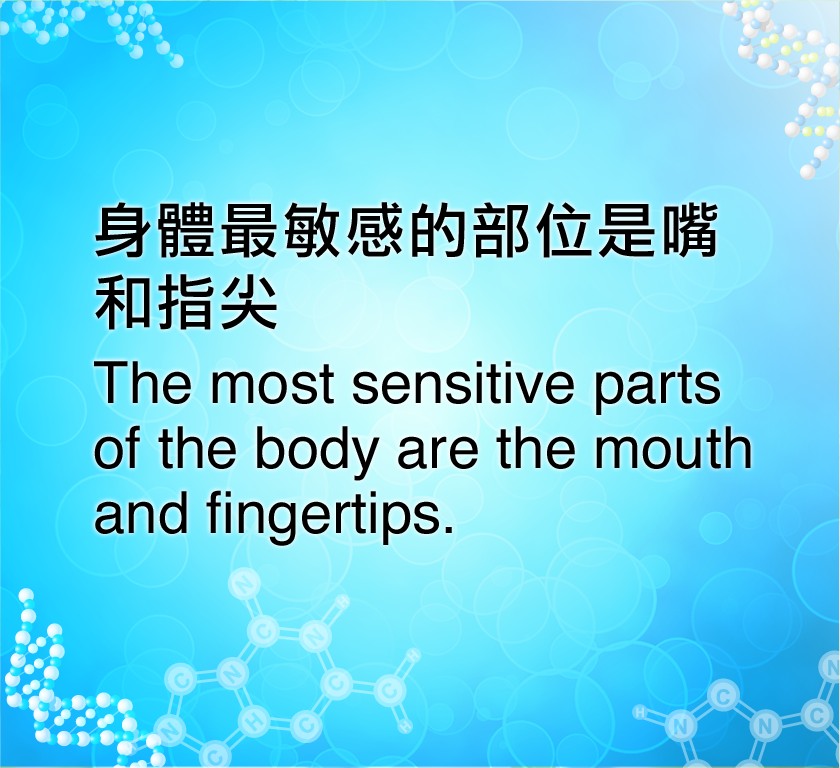 身體最敏感的部位是嘴
和指尖
The most sensitive parts
of the body are the mouth
and fingertips.
N
C
N
H
C
N
C
C
H
H
C
H
C
N
C
H
N
C
N
C
N
C